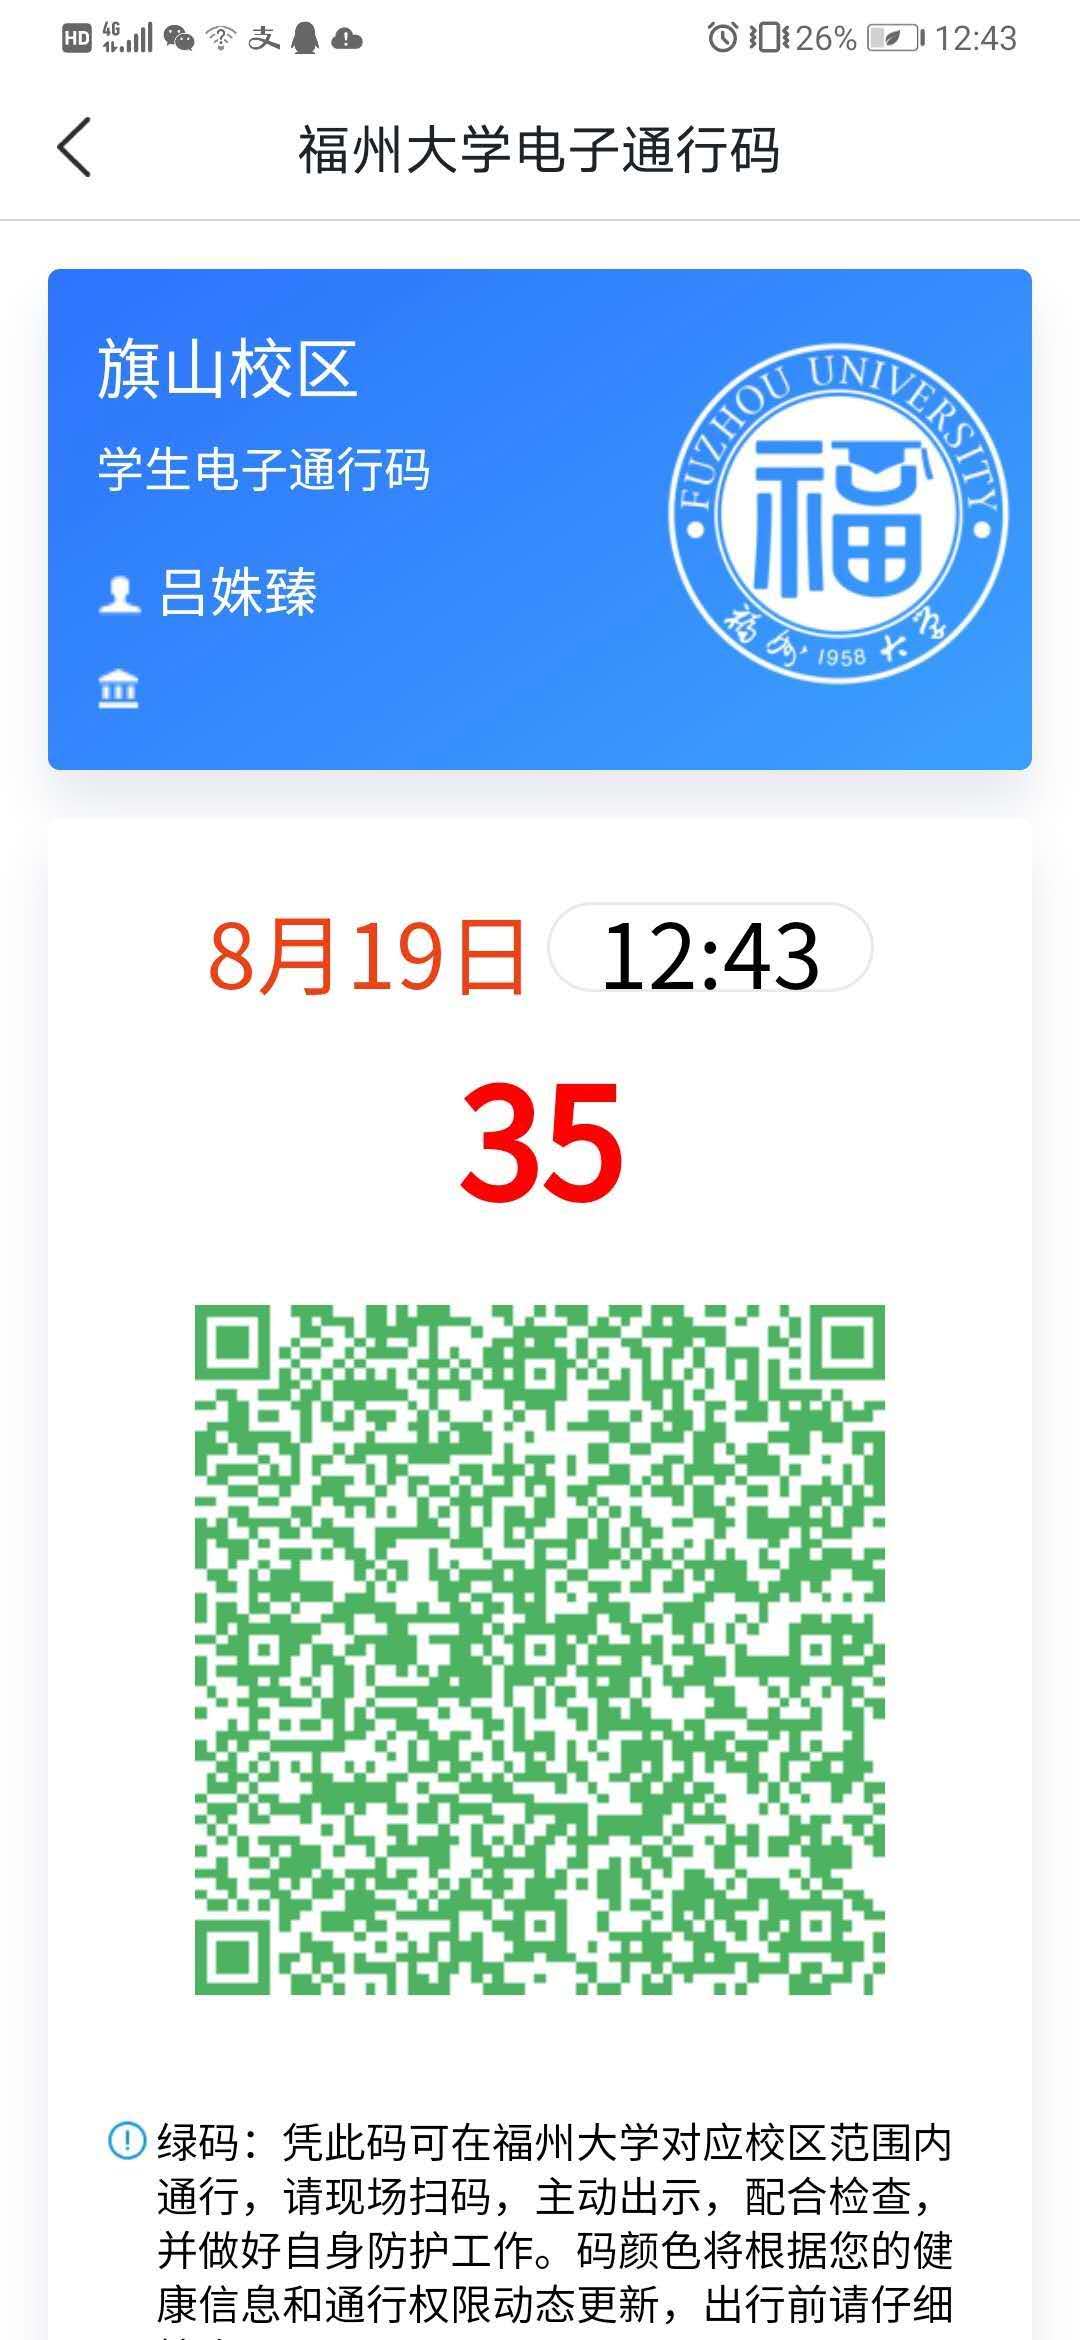 HD 4G 26% 12:43
福州大学电子通行码
旗山校区
学生电子通行码
吕姝臻
FUZHOU UNIVERSITY
福
福州大学
1958
8月19日 12:43
35
绿码：凭此码可在福州大学对应校区范围内
通行，请现场扫码，主动出示，配合检查，
并做好自身防护工作。码颜色将根据您的健
康信息和通行权限动态更新，出行前请仔细